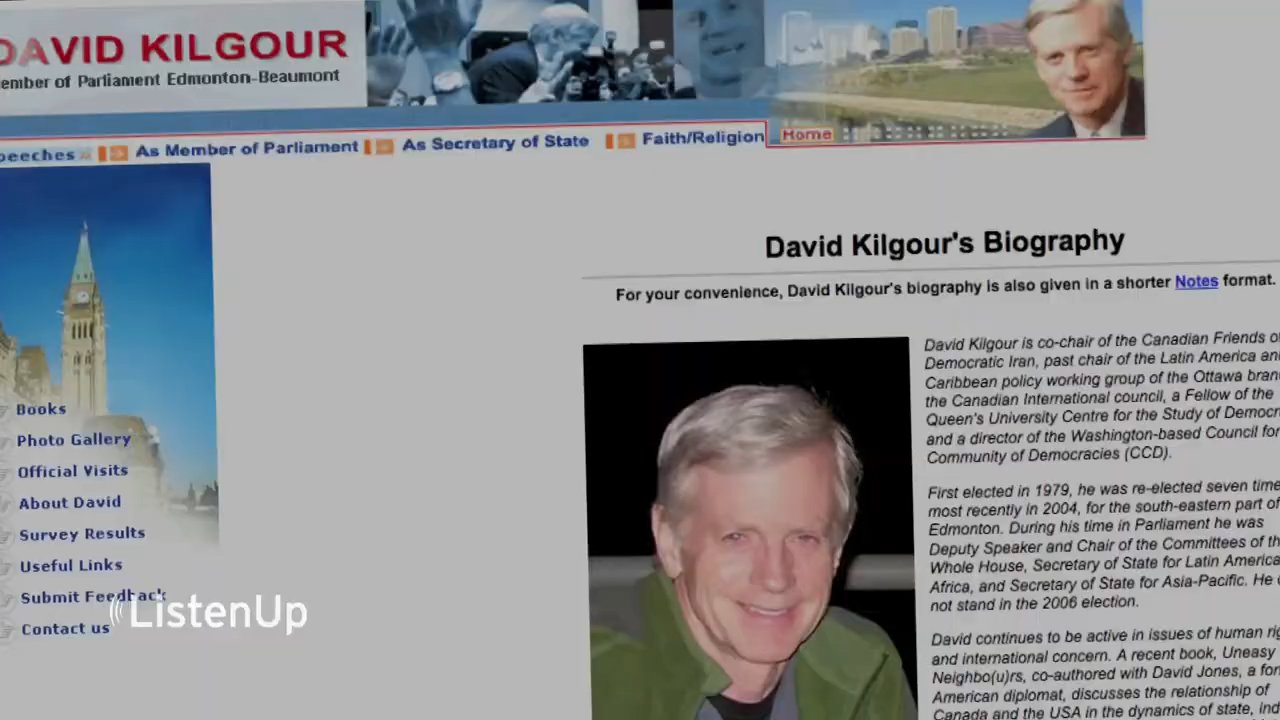 DAVID KILGOUR
Member of Parliament Edmonton-Beaumont
Speeches As Member of Parliament As Secretary of State Faith/Religion Home
David Kilgour's Biography
For your convenience, David Kilgour's biography is also given in a shorter Notes format.
Books
Photo Gallery
Official Visits
About David
Survey Results
Useful Links
Submit Feedback
Contact us
ListenUp
David Kilgour is co-chair of the Canadian Friends of
Democratic Iran, past chair of the Latin America and
Caribbean policy working group of the Ottawa bran
the Canadian International council, a Fellow of the
Queen's University Centre for the Study of Democr
and a director of the Washington-based Council for
Community of Democracies (CCD).
First elected in 1979, he was re-elected seven time
most recently in 2004, for the south-eastern part of
Edmonton. During his time in Parliament he was
Deputy Speaker and Chair of the Committees of th
Whole House, Secretary of State for Latin America
Africa, and Secretary of State for Asia-Pacific. He
not stand in the 2006 election.
David continues to be active in issues of human rig
and international concern. A recent book, Uneasy
Neighbo(u)rs, co-authored with David Jones, a for
American diplomat, discusses the relationship of
Canada and the USA in the dynamics of state, ind